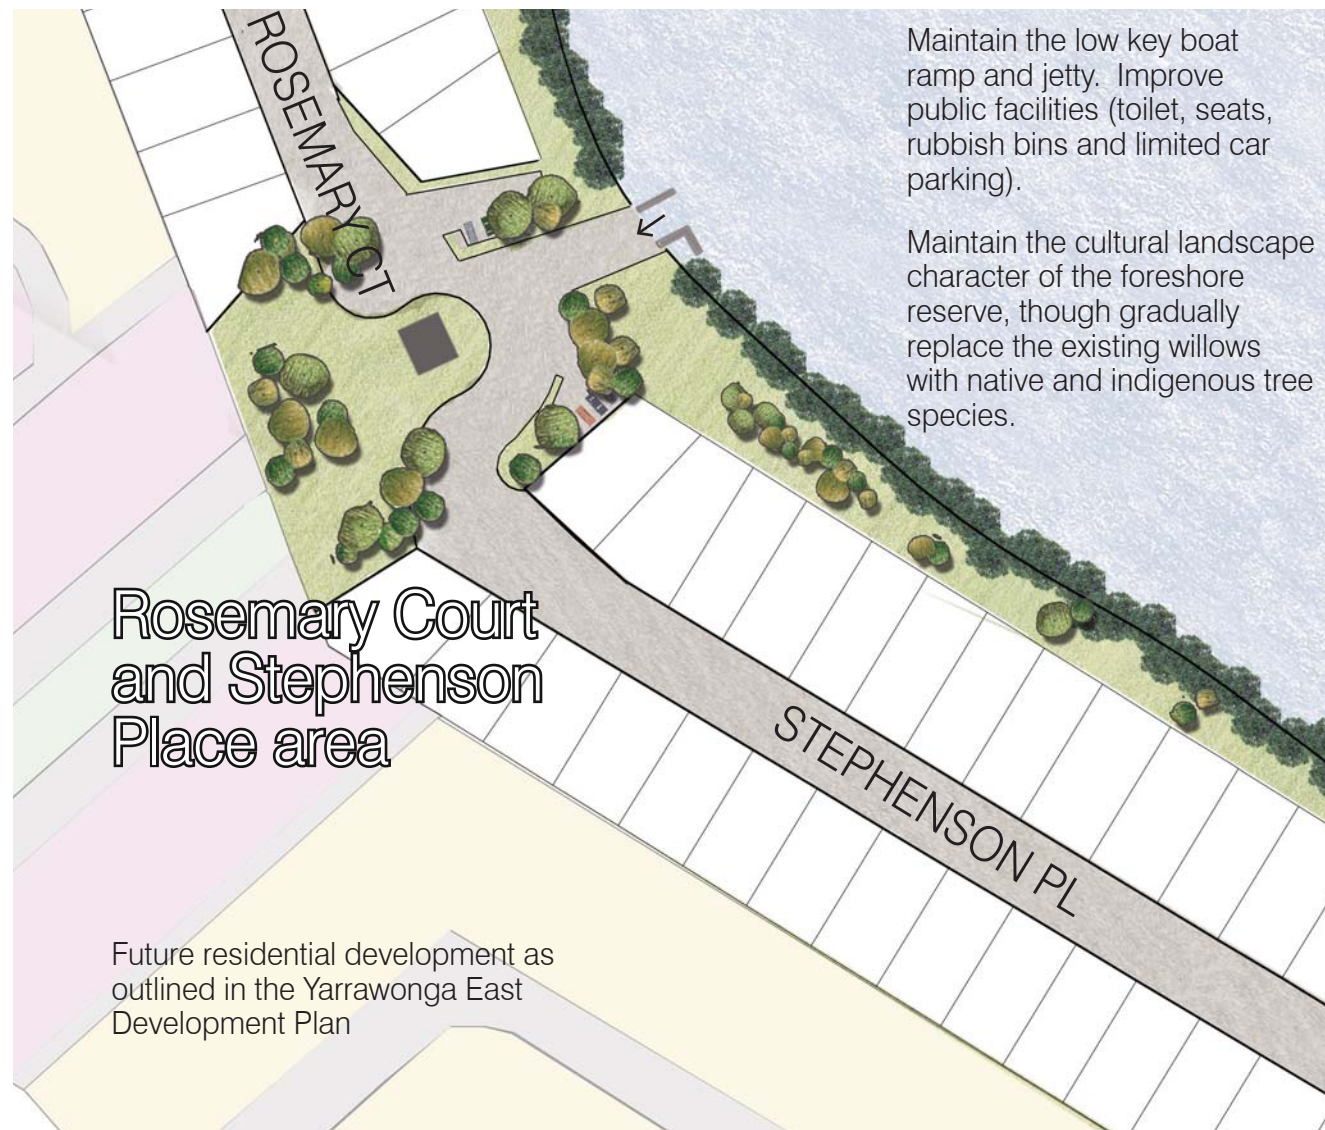 ROSEMARY CT
Maintain the low key boat
ramp and jetty.  Improve
public facilities (toilet, seats,
rubbish bins and limited car
parking).
Maintain the cultural landscape
character of the foreshore
reserve, though gradually
replace the existing willows
with native and indigenous tree
species.
Rosemary Court
and Stephenson
Place area
STEPHENSON PL
Future residential development as
outlined in the Yarrawonga East
Development Plan